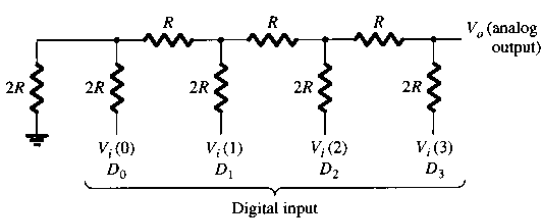 R R R V_o (analog
output)
2R 2R 2R 2R 2R
V_i(0) V_i(1) V_i(2) V_i(3)
D_0 D_1 D_2 D_3
Digital input